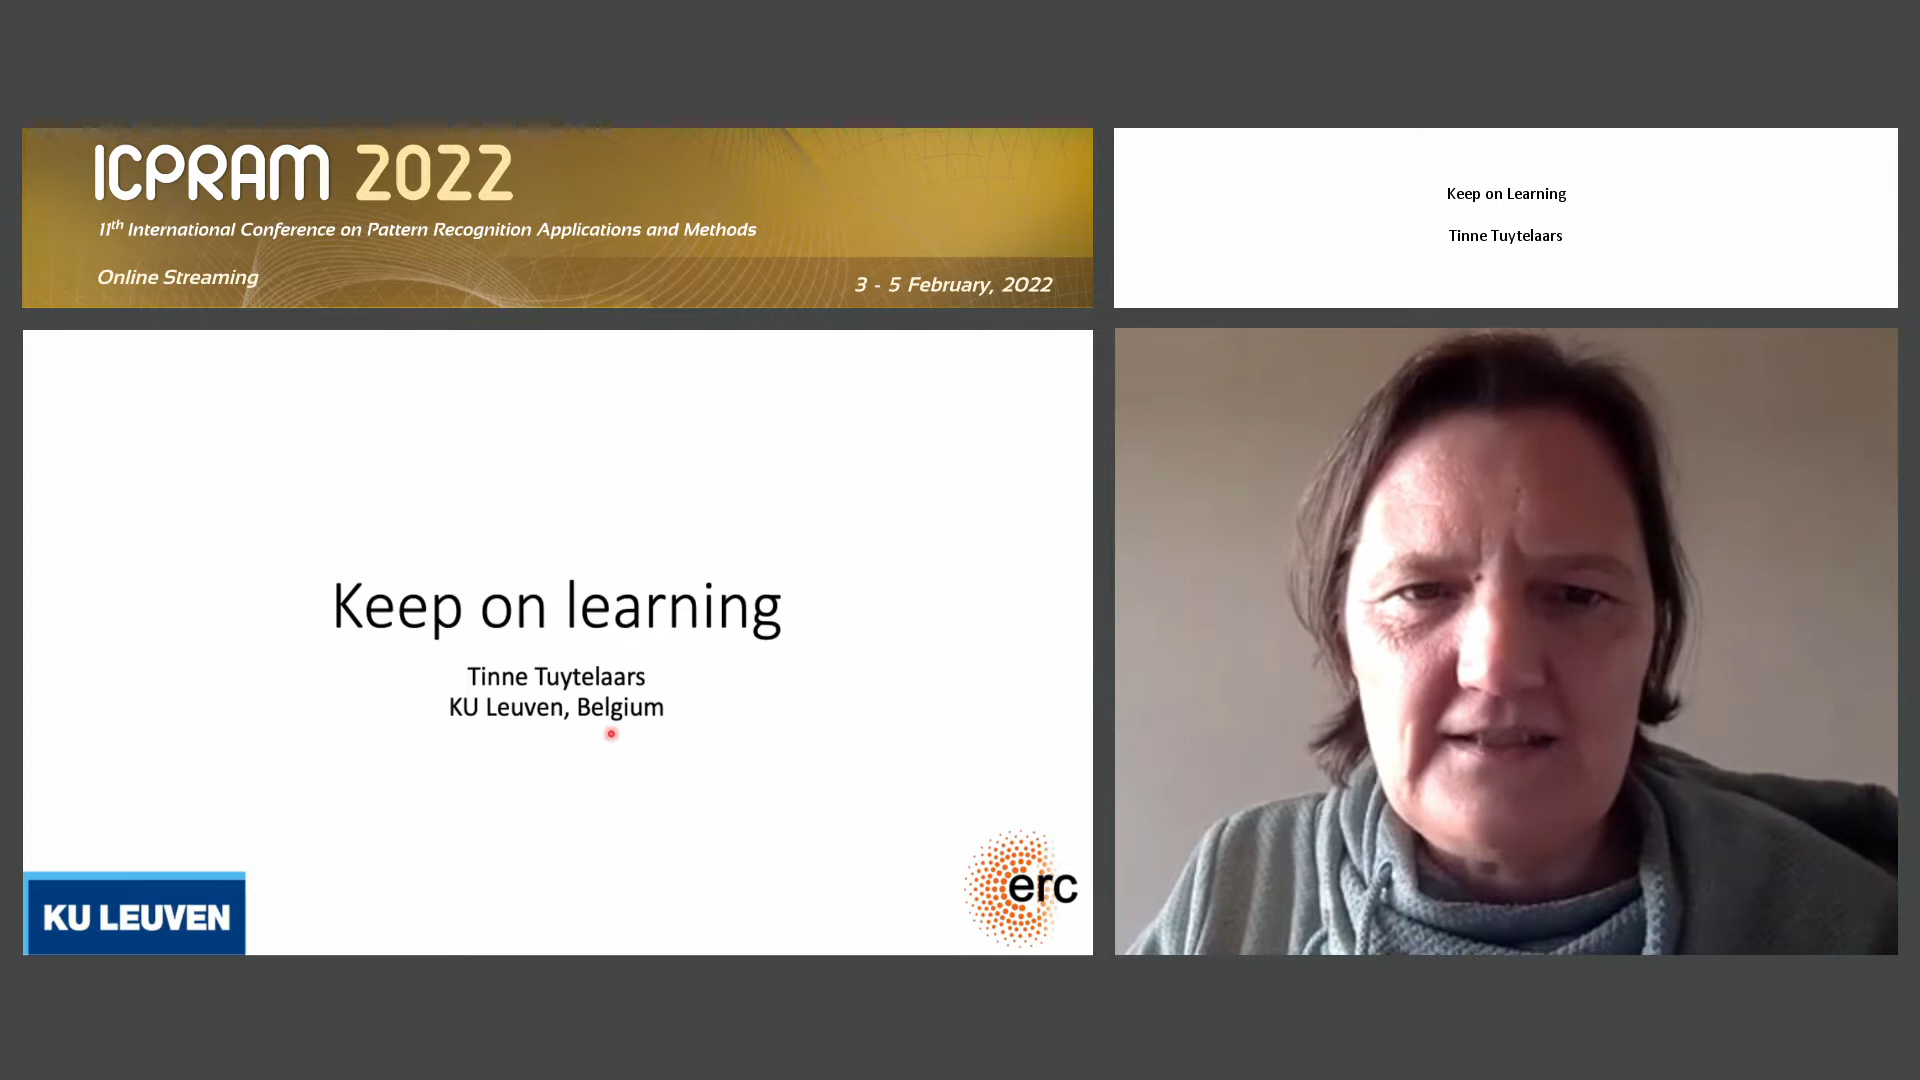 ICPRAM 2022
11th International Conference on Pattern Recognition Applications and Methods
Online Streaming
3 - 5 February, 2022
Keep on Learning
Tinne Tuytelaars
Keep on learning
Tinne Tuytelaars
KU Leuven, Belgium
KU LEUVEN
erc